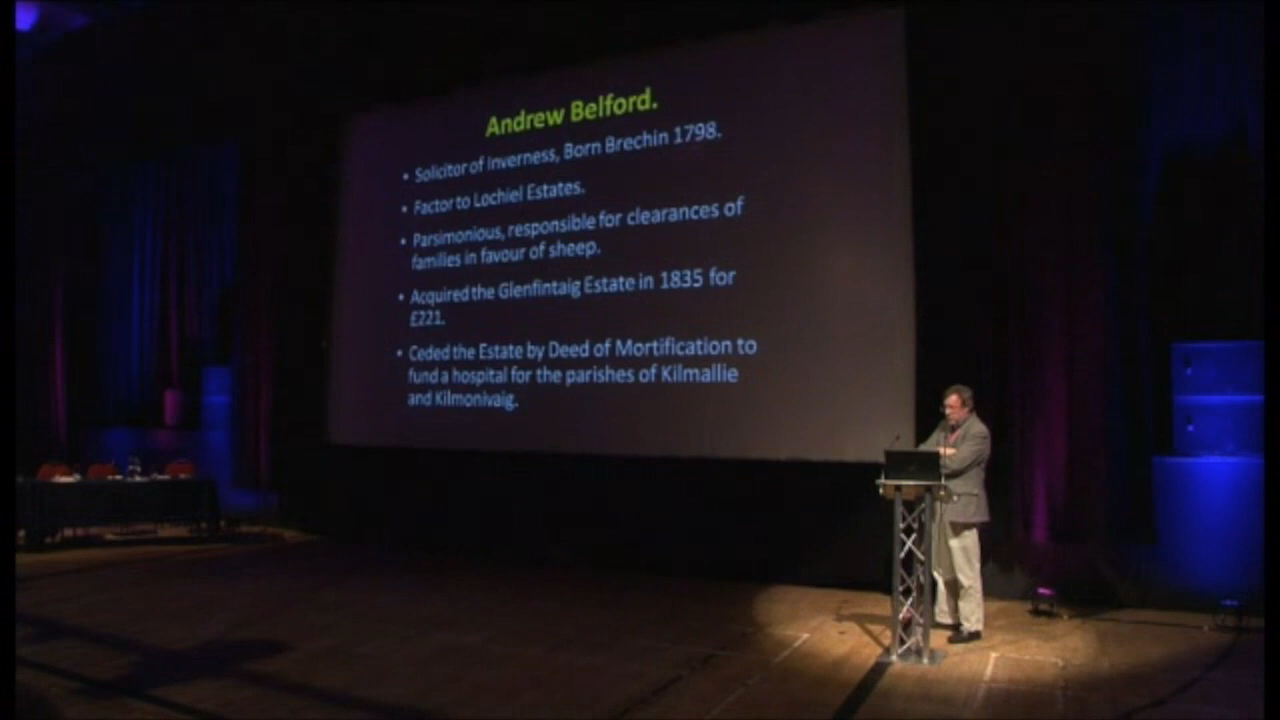 Andrew Belford.
• Solicitor of Inverness, Born Brechin 1798.
• Factor to Lochiel Estates.
• Parsimonious, responsible for clearances of
families in favour of sheep.
• Acquired the Glenfintaig Estate in 1835 for
£221.
• Ceded the Estate by Deed of Mortification to
fund a hospital for the parishes of Kilmallie
and Kilmonivaig.